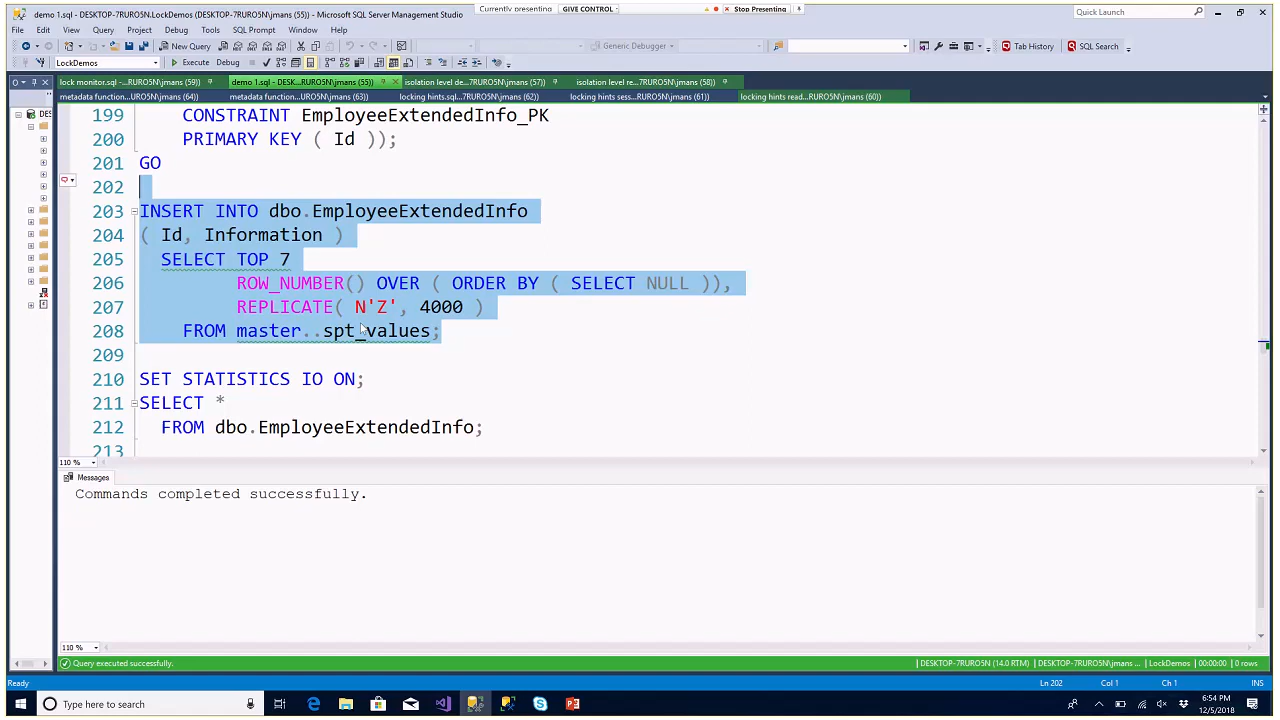 Currently presenting GIVE CONTROL Stop Presenting
demo 1.sql - DESKTOP-7RURO5N.LockDemos (DESKTOP-7RURO5N\jmans (55)) - Microsoft SQL Server Management Studio
Quick Launch
File Edit View Query Project Debug Tools SQL Prompt Window Help
New Query Generic Debugger Tab History SQL Search
LockDemos Execute Debug
lock monitor.sql -...RURO5N\jmans (59)) demo 1.sql - DESK...RURO5N\jmans (55)) isolation level de...7RURO5N\jmans (57)) isolation level re...7RURO5N\jmans (58))
metadata function...URO5N\jmans (64)) metadata function...URO5N\jmans (63)) locking hints.sql...7RURO5N\jmans (62)) locking hints sess...RURO5N\jmans (61)) locking hints read...RURO5N\jmans (60))
DES
199 CONSTRAINT EmployeeExtendedInfo_PK
200 PRIMARY KEY ( Id ));
201 GO
202
203 INSERT INTO dbo.EmployeeExtendedInfo
204 ( Id, Information )
205 SELECT TOP 7
206 ROW_NUMBER() OVER ( ORDER BY ( SELECT NULL )),
207 REPLICATE( N'Z', 4000 )
208 FROM master..spt_values;
209
210 SET STATISTICS IO ON;
211 SELECT *
212 FROM dbo.EmployeeExtendedInfo;
213
110 %
Messages
Commands completed successfully.
110 %
Query executed successfully. DESKTOP-7RURO5N (14.0 RTM) DESKTOP-7RURO5N\jmans ... LockDemos 00:00:00 0 rows
Ready Ln 202 Col 1 Ch 1 INS
Type here to search
6:54 PM
12/5/2018